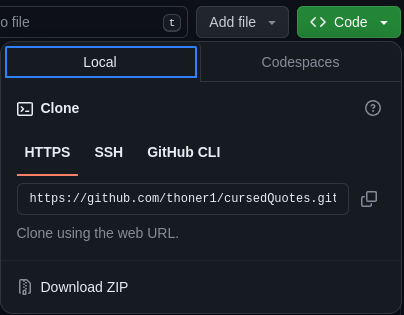 o file
t
Add file
Code
Local
Codespaces
Clone
HTTPS
SSH
GitHub CLI
https://github.com/thoner1/cursedQuotes.git
Clone using the web URL.
Download ZIP